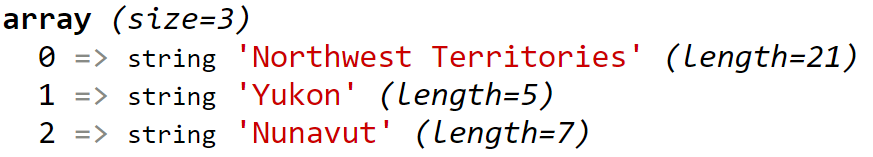 array (size=3)
0 => string 'Northwest Territories' (length=21)
1 => string 'Yukon' (length=5)
2 => string 'Nunavut' (length=7)